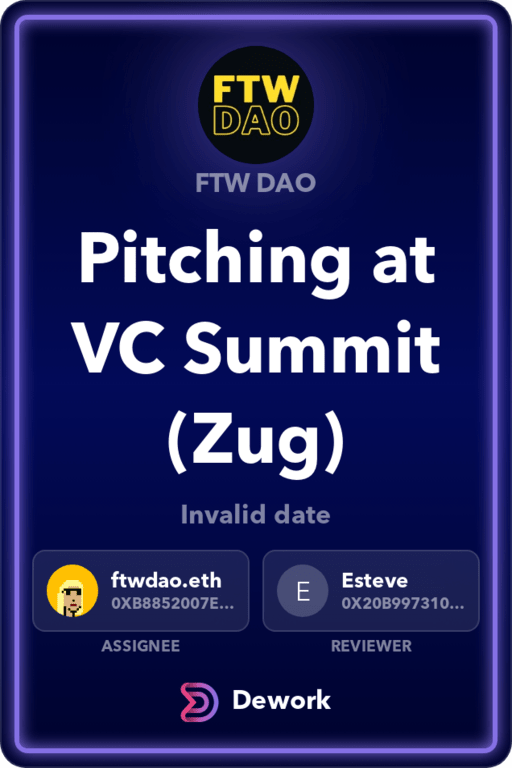 FTW
DAO
FTW DAO
Pitching at
VC Summit
(Zug)
Invalid date
ftwdao.eth
0XB8852007E...
ASSIGNEE
E
Esteve
0X20B997310...
REVIEWER
Dework